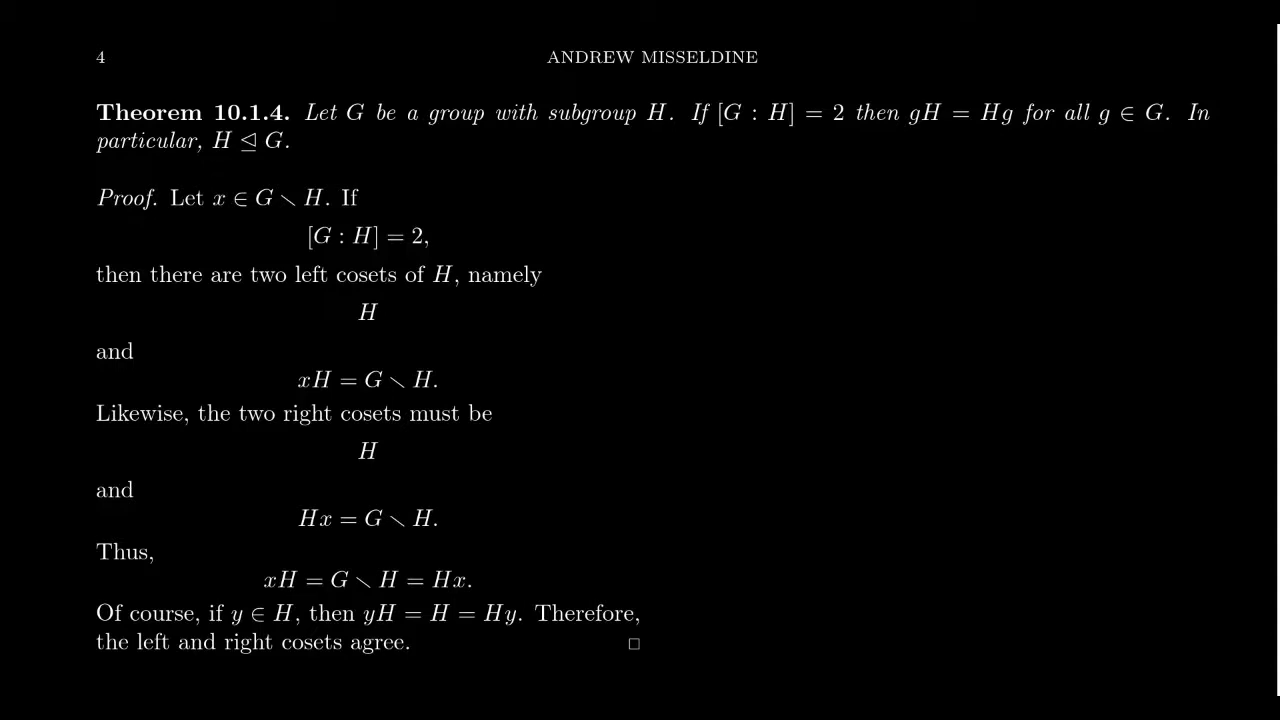 4
ANDREW MISSELDINE
Theorem 10.1.4. Let G be a group with subgroup H. If [G : H] = 2 then gH = Hg for all g ∈ G. In
particular, H ⊴ G.
Proof. Let x ∈ G ∖ H. If
[G : H] = 2,
then there are two left cosets of H, namely
H
and
xH = G ∖ H.
Likewise, the two right cosets must be
H
and
Hx = G ∖ H.
Thus,
xH = G ∖ H = Hx.
Of course, if y ∈ H, then yH = H = Hy. Therefore,
the left and right cosets agree. □